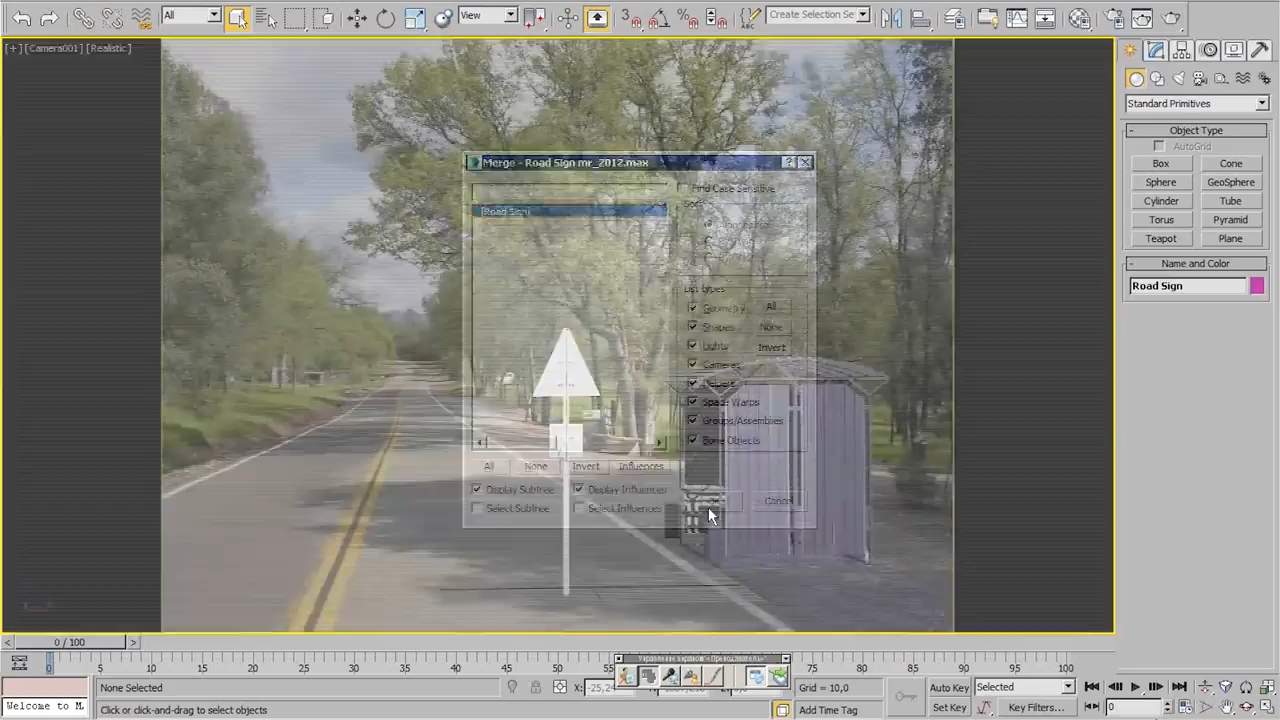 All
View
Create Selection Se
[+] [Camera001] [Realistic]
Standard Primitives
Object Type
AutoGrid
Box
Cone
Sphere
GeoSphere
Cylinder
Tube
Torus
Pyramid
Teapot
Plane
Name and Color
Road Sign
Merge - Road Sign mr_2012.max
Find Case Sensitive
[Road Sign]
Sort
List Types
Geometry
All
Shapes
None
Lights
Invert
Cameras
Helpers
Space Warps
Groups/Assemblies
Bone Objects
All
None
Invert
Influences
Display Subtree
Display Influences
Select Subtree
Select Influences
Cancel
0 / 100
0
5
10
15
20
25
30
35
40
45
50
55
75
80
85
90
95
100
None Selected
X: -25,2
Grid = 10,0
Auto Key
Selected
Welcome to M
Click or click-and-drag to select objects
Add Time Tag
Set Key
Key Filters...
0